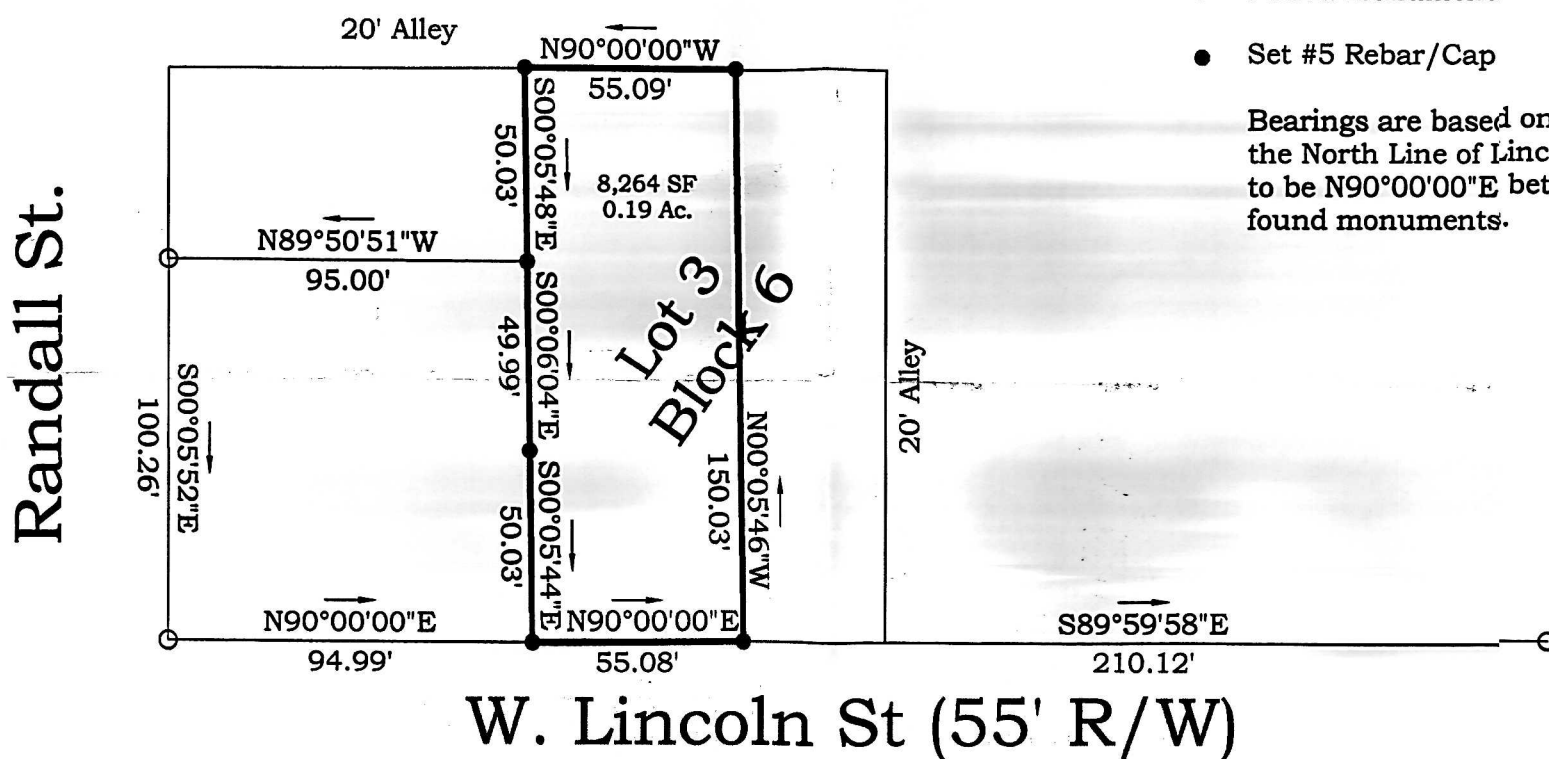 20' Alley
N90°00'00"W
55.09'
● Set #5 Rebar/Cap
Bearings are based on
the North Line of Linc
to be N90°00'00"E bet
found monuments.
S00°05'48"E
50.03'
8,264 SF
0.19 Ac.
Randall St.
N89°50'51"W
95.00'
Lot 3
Block 6
S00°06'04"E
49.99'
20' Alley
S00°05'52"E
100.26'
S00°05'44"E
50.03'
N00°05'46"W
150.03'
N90°00'00"E
94.99'
N90°00'00"E
55.08'
S89°59'58"E
210.12'
W. Lincoln St (55' R/W)